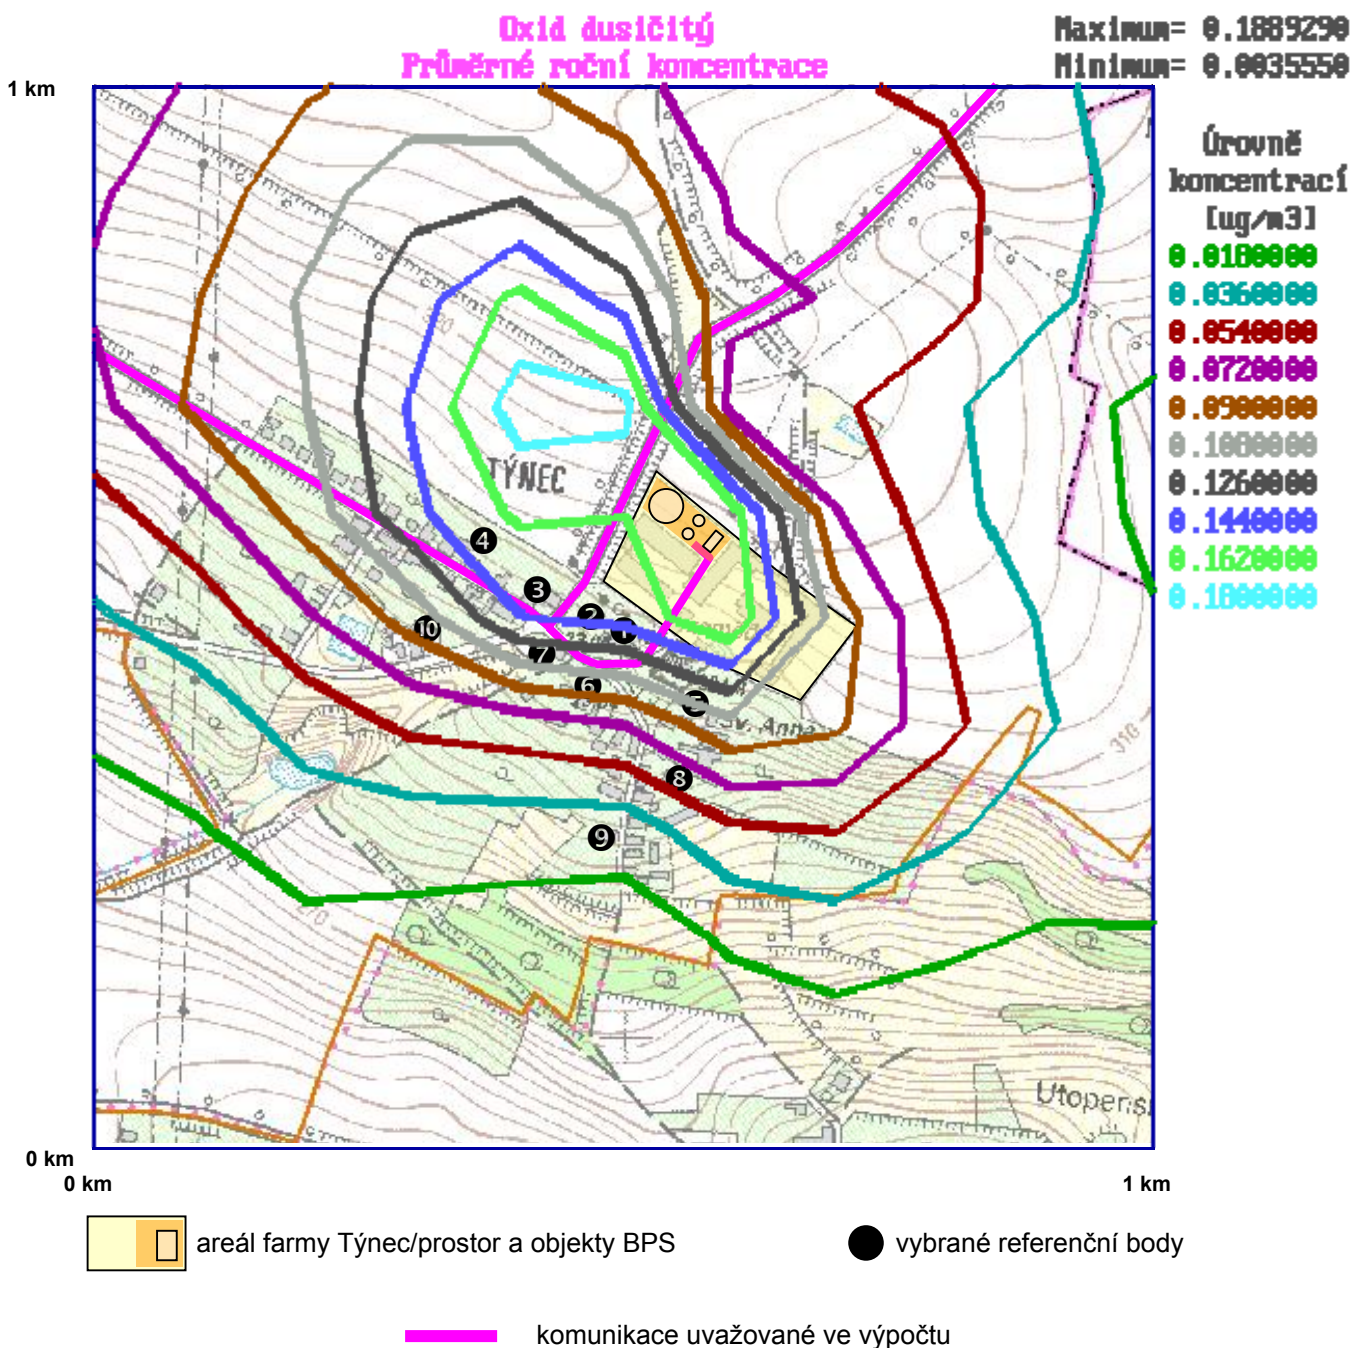 Oxid dusičitý
Průměrné roční koncentrace
Maximum= 0.1889290
Minimum= 0.0035550
1 km
Úrovně
koncentrací
[ug/m3]
0.0180000
0.0360000
0.0540000
0.0720000
0.0900000
0.1080000
0.1260000
0.1440000
0.1620000
0.1800000
TÝNEC
4
3
2
1
10
7
6
5
Sv. Anna
8
9
350
270
Utopensk
0 km
0 km
1 km
areál farmy Týnec/prostor a objekty BPS
vybrané referenční body
komunikace uvažované ve výpočtu